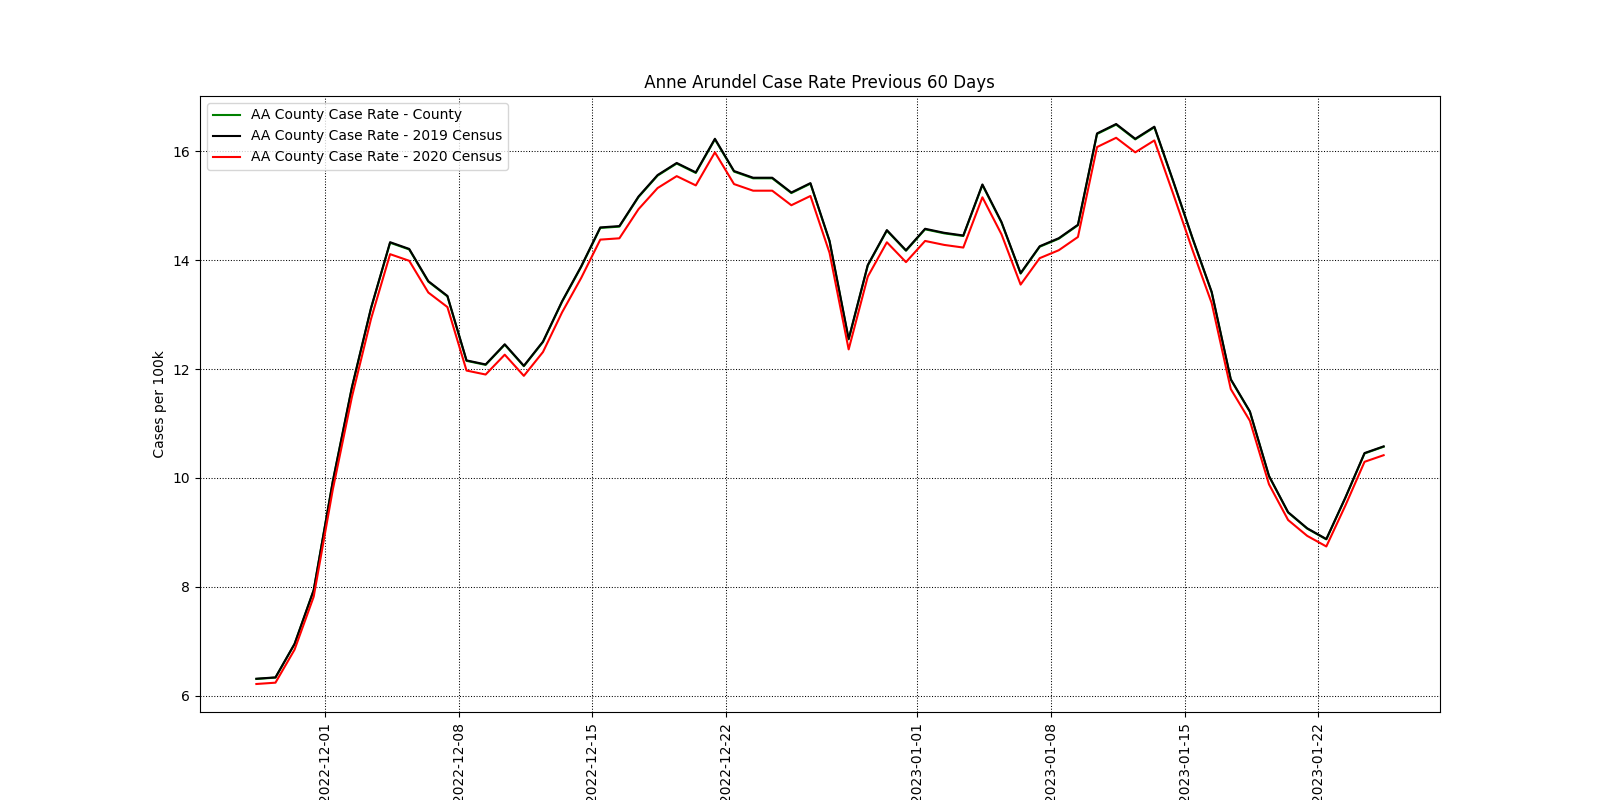 Anne Arundel Case Rate Previous 60 Days
AA County Case Rate - County
AA County Case Rate - 2019 Census
AA County Case Rate - 2020 Census
Cases per 100k
16
14
12
10
8
6
2022-12-01
2022-12-08
2022-12-15
2022-12-22
2023-01-01
2023-01-08
2023-01-15
2023-01-22